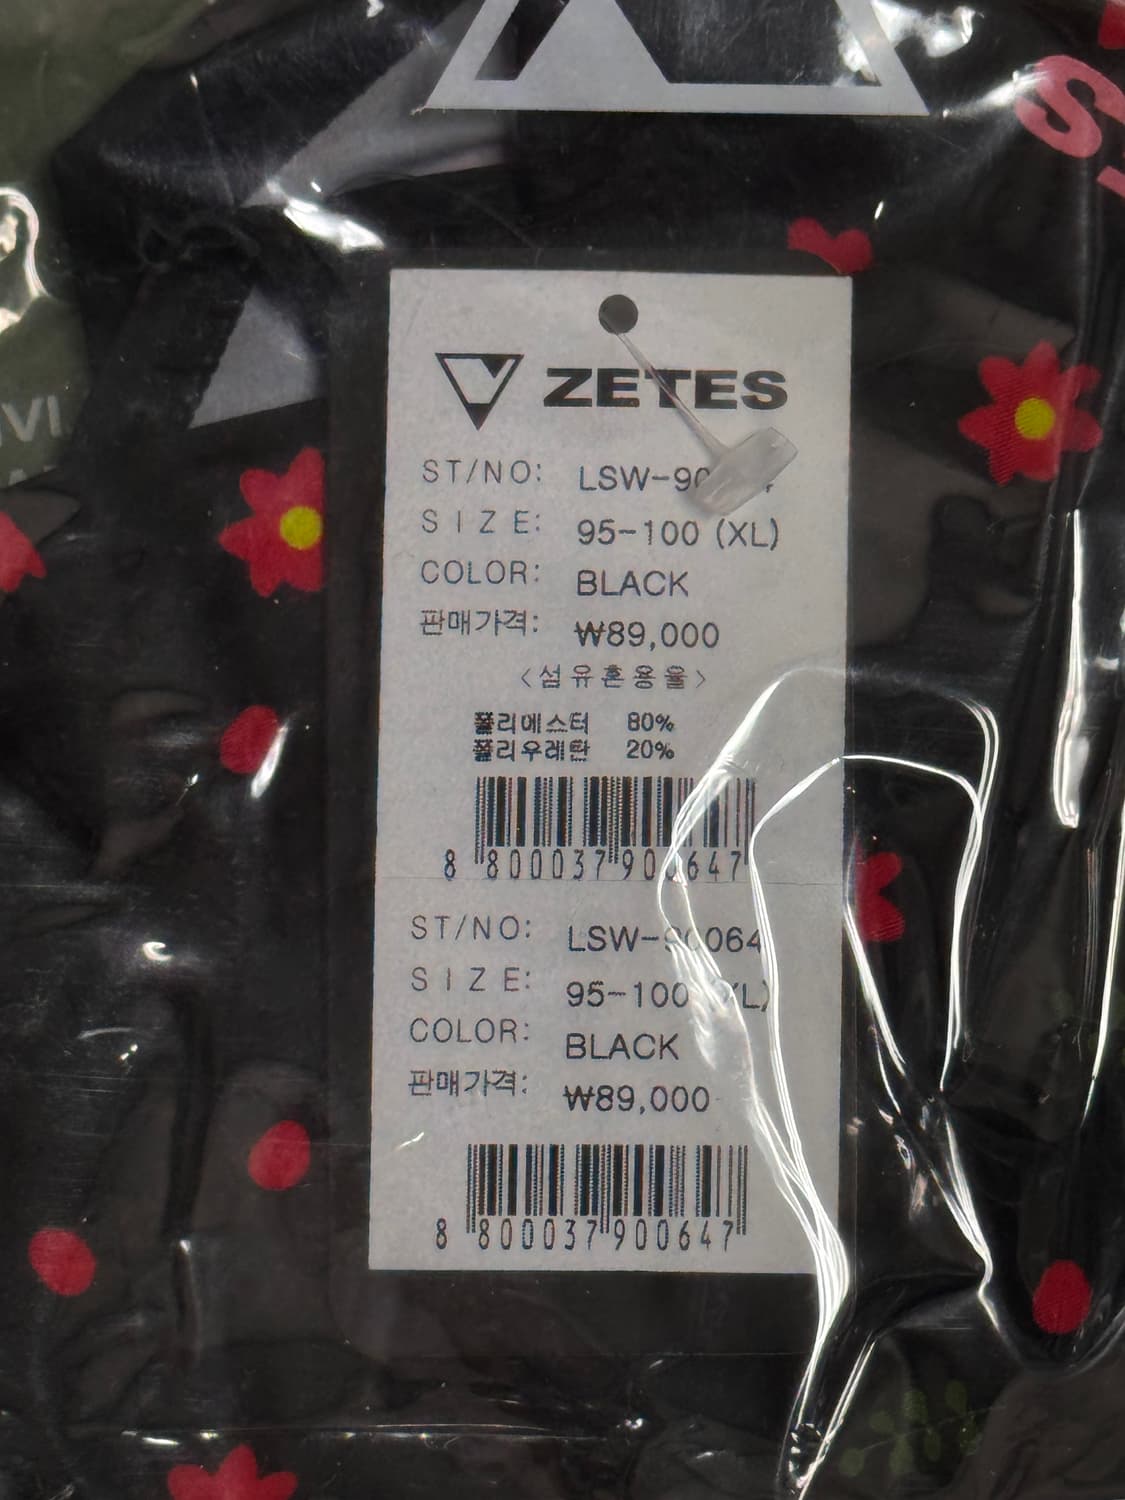 S
ZETES
ST/NO: LSW-90
SIZE: 95-100 (XL)
COLOR: BLACK
판매가격: ₩89,000
<섬유혼용율>
폴리에스터 80%
폴리우레탄 20%
8 800037 900647
ST/NO: LSW-90064
SIZE: 95-100 (XL)
COLOR: BLACK
판매가격: ₩89,000
8 800037 900647